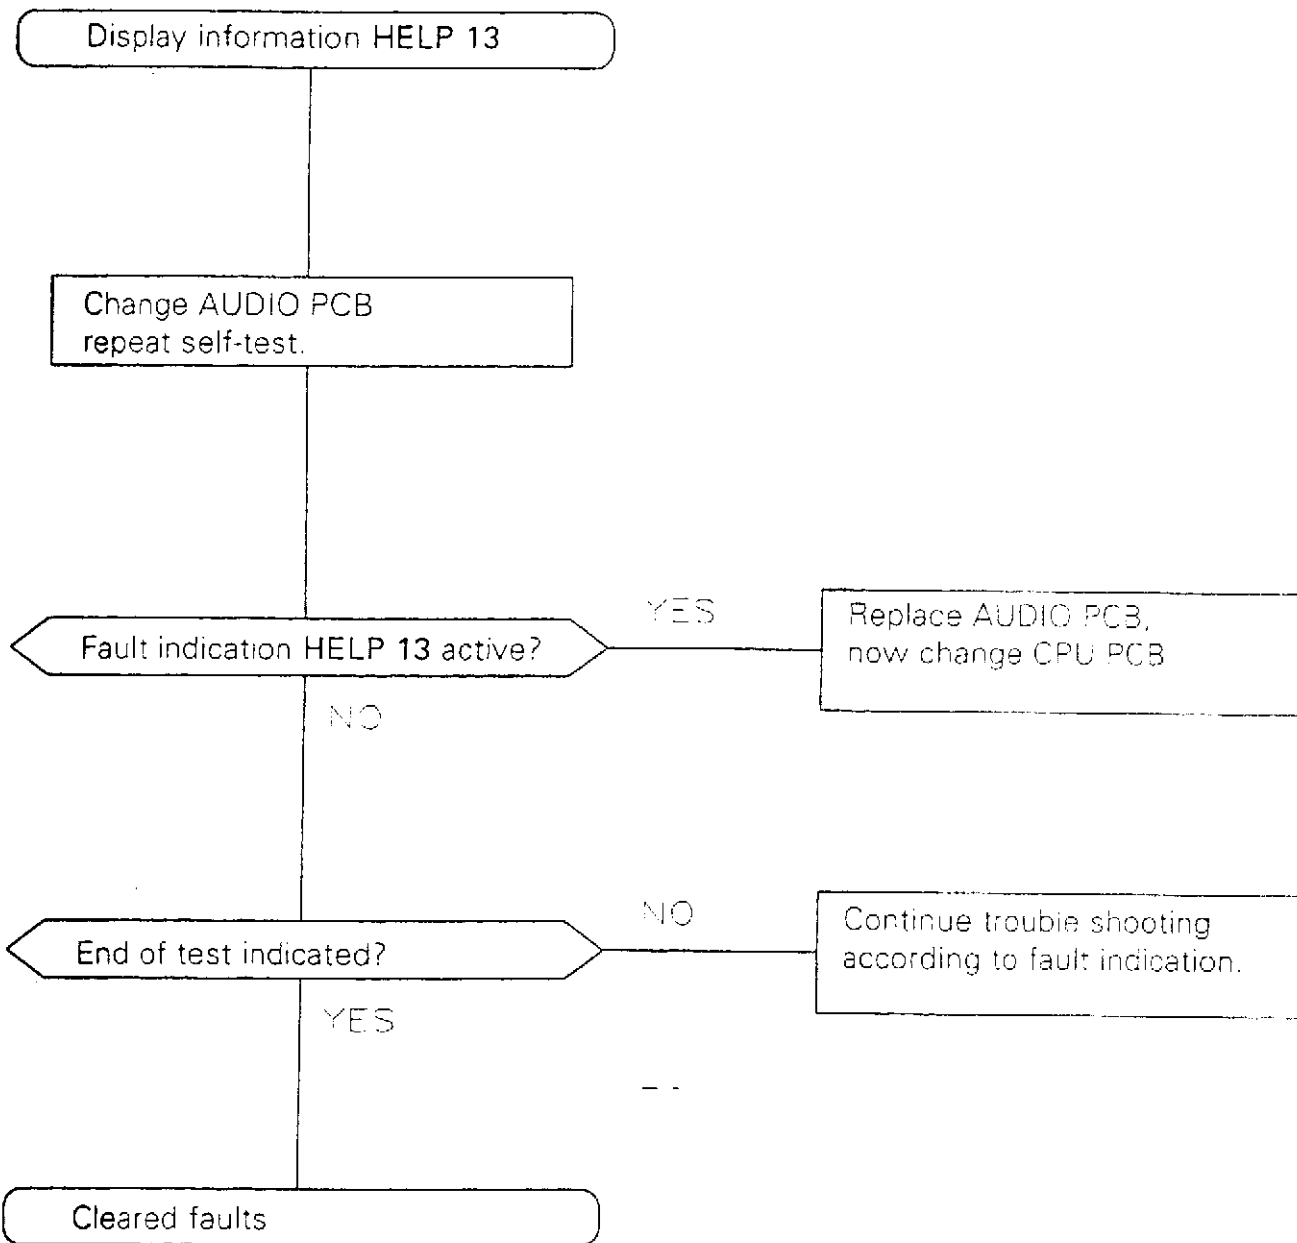 Display information HELP 13
Change AUDIO PCB
repeat self-test.
Fault indication HELP 13 active?
YES
Replace AUDIO PCB,
now change CPU PCB
NO
End of test indicated?
NO
Continue trouble shooting
according to fault indication.
YES
Cleared faults